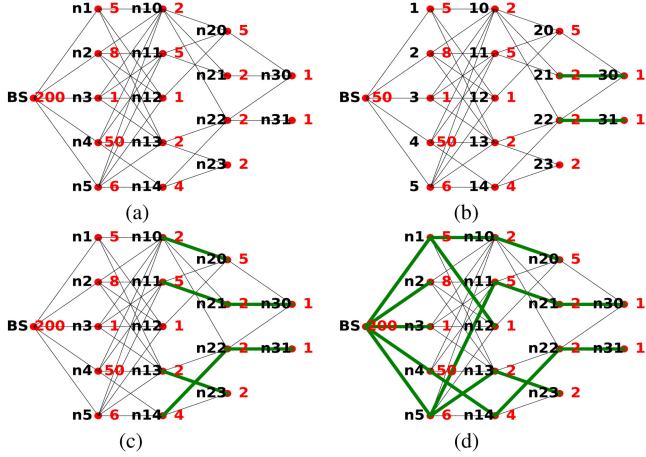 n1 5 n10 2
n20 5
n2 8 n11 5
n21 2 n30 1
BS 200 n3 1 n12 1
n22 2 n31 1
n4 50 n13 2
n23 2
n5 6 n14 4
(a)
1 5 10 2
20 5
2 8 11 5
21 2 30 1
BS 50 3 1 12 1
22 2 31 1
4 50 13 2
23 2
5 6 14 4
(b)
n1 5 n10 2
n20 5
n2 8 n11 5
n21 2 n30 1
BS 200 n3 1 n12 1
n22 2 n31 1
n4 50 n13 2
n23 2
n5 6 n14 4
(c)
n1 5 n10 2
n20 5
n2 8 n11 5
n21 2 n30 1
BS 200 n3 1 n12 1
n22 2 n31 1
n4 50 n13 2
n23 2
n5 6 n14 4
(d)